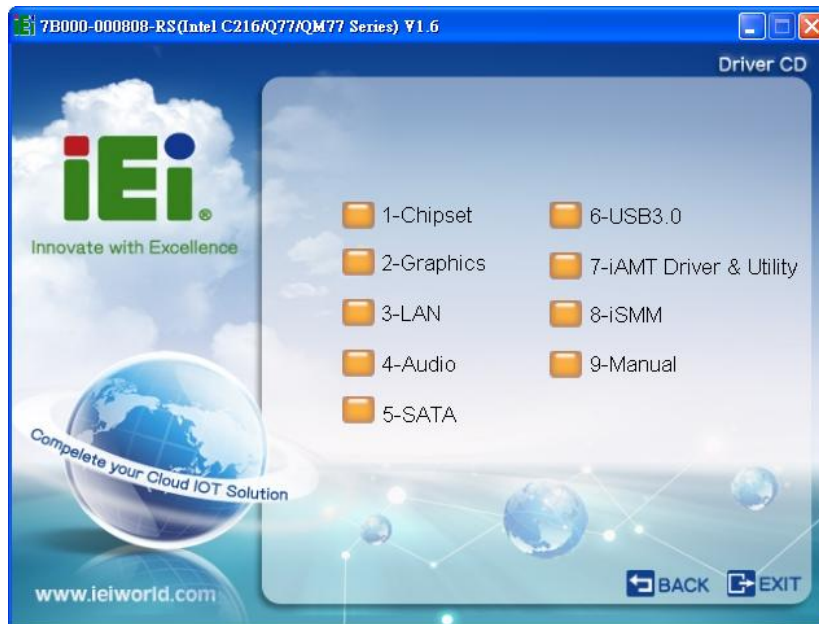 7B000-000808-RS(Intel C216/Q77/QM77 Series) V1.6
Driver CD
iEi®
Innovate with Excellence
1-Chipset
2-Graphics
3-LAN
4-Audio
5-SATA
6-USB3.0
7-iAMT Driver & Utility
8-iSMM
9-Manual
Compelete your Cloud IOT Solution
www.ieiworld.com
BACK
EXIT